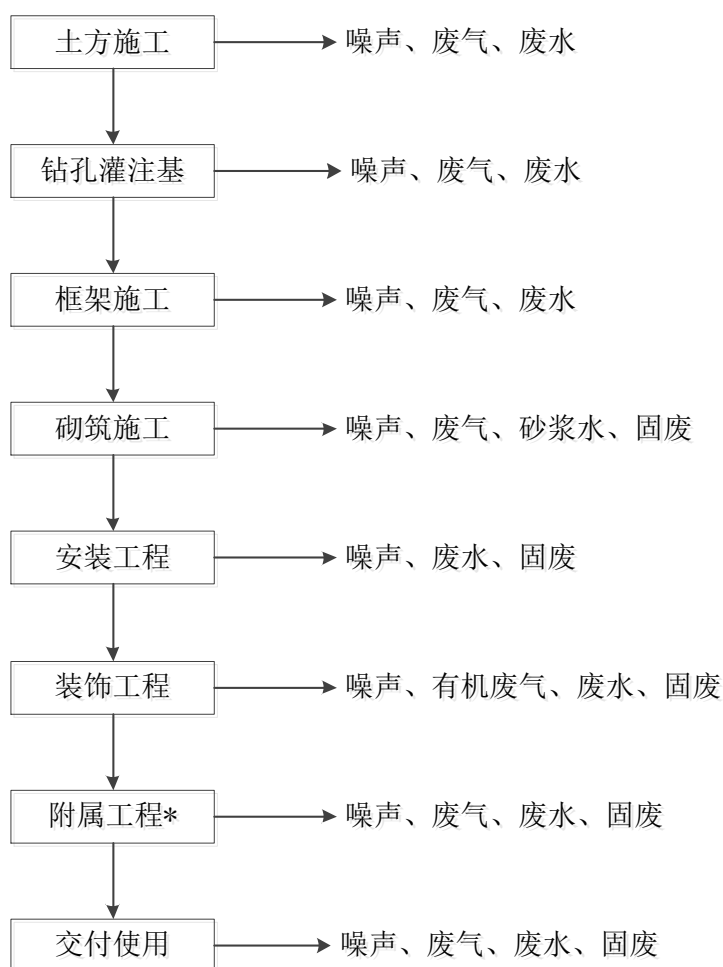 土方施工 噪声、废气、废水
钻孔灌注基 噪声、废气、废水
框架施工 噪声、废气、废水
砌筑施工 噪声、废气、砂浆水、固废
安装工程 噪声、废水、固废
装饰工程 噪声、有机废气、废水、固废
附属工程* 噪声、废气、废水、固废
交付使用 噪声、废气、废水、固废